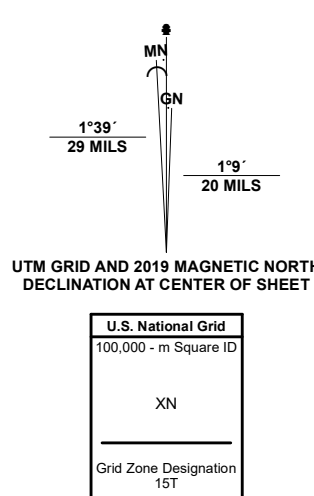 MN
GN
1°39´
29 MILS
1°9´
20 MILS
UTM GRID AND 2019 MAGNETIC NORTH
DECLINATION AT CENTER OF SHEET
U.S. National Grid
100,000 - m Square ID
XN
Grid Zone Designation
15T